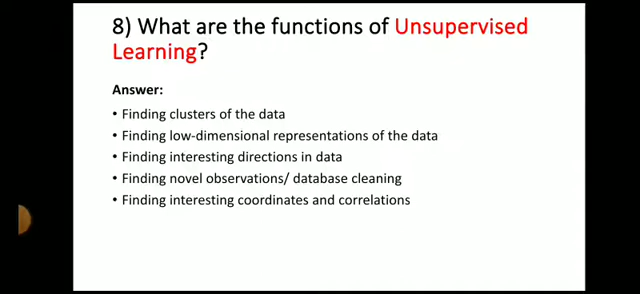 8) What are the functions of Unsupervised
Learning?
Answer:
• Finding clusters of the data
• Finding low-dimensional representations of the data
• Finding interesting directions in data
• Finding novel observations/ database cleaning
• Finding interesting coordinates and correlations